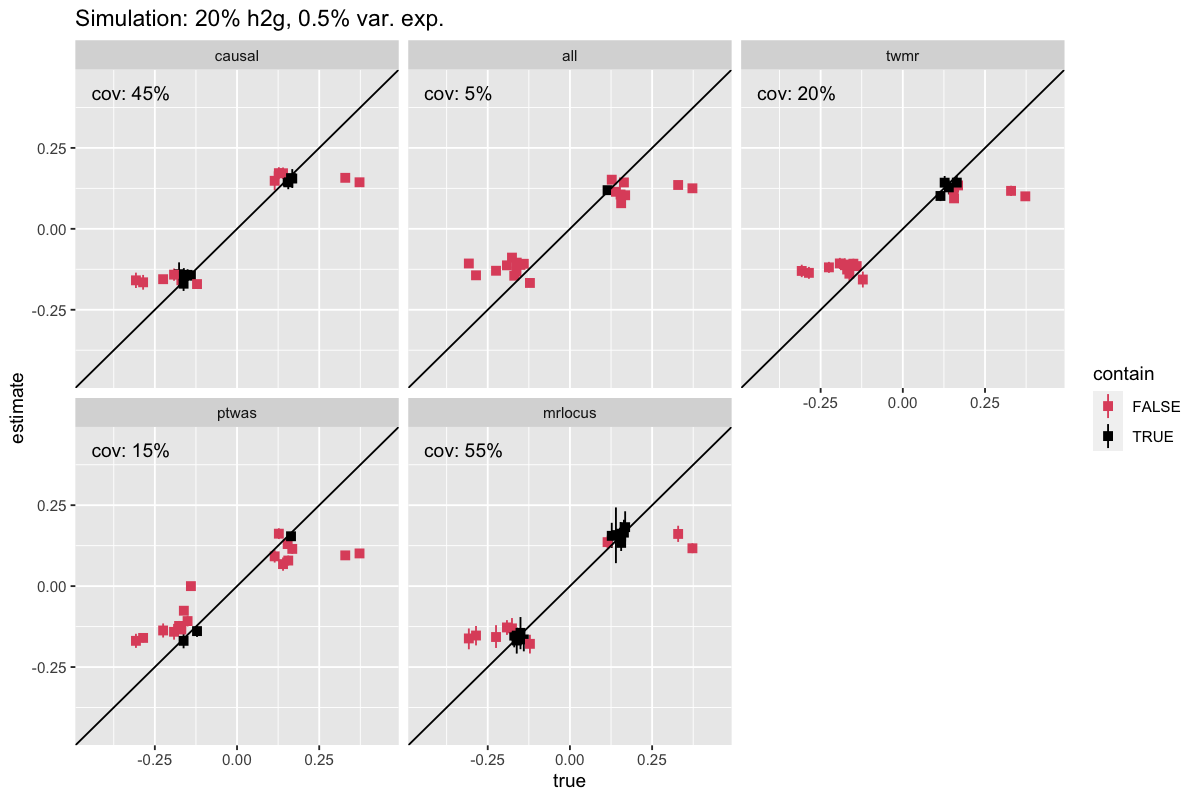 Simulation: 20% h2g, 0.5% var. exp.
causal
all
twmr
cov: 45%
cov: 5%
cov: 20%
0.25
0.00
-0.25
-0.25
0.00
0.25
ptwas
mrlocus
cov: 15%
cov: 55%
0.25
0.00
-0.25
-0.25
0.00
0.25
-0.25
0.00
0.25
true
estimate
contain
FALSE
TRUE